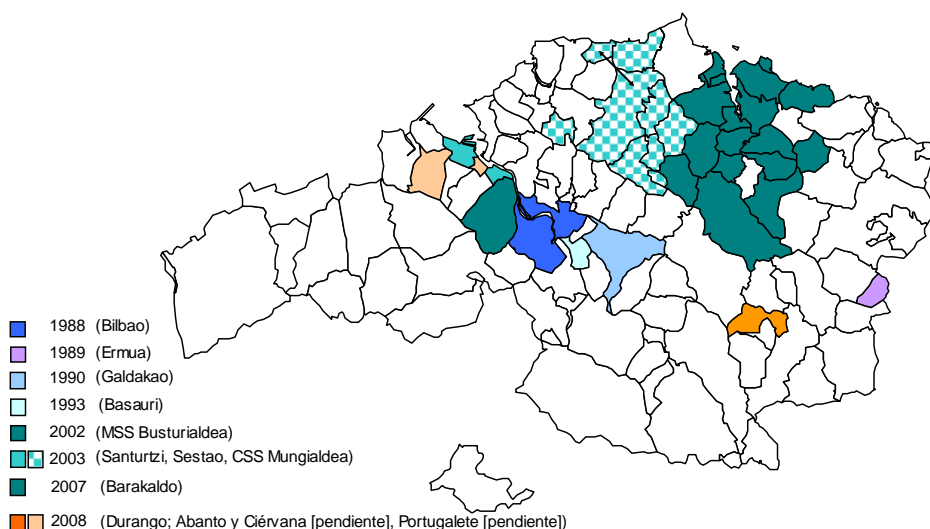 1988 (Bilbao)
1989 (Ermua)
1990 (Galdakao)
1993 (Basauri)
2002 (MSS Busturialdea)
2003 (Santurtzi, Sestao, CSS Mungialdea)
2007 (Barakaldo)
2008 (Durango; Abanto y Ciérvana [pendiente], Portugalete [pendiente])